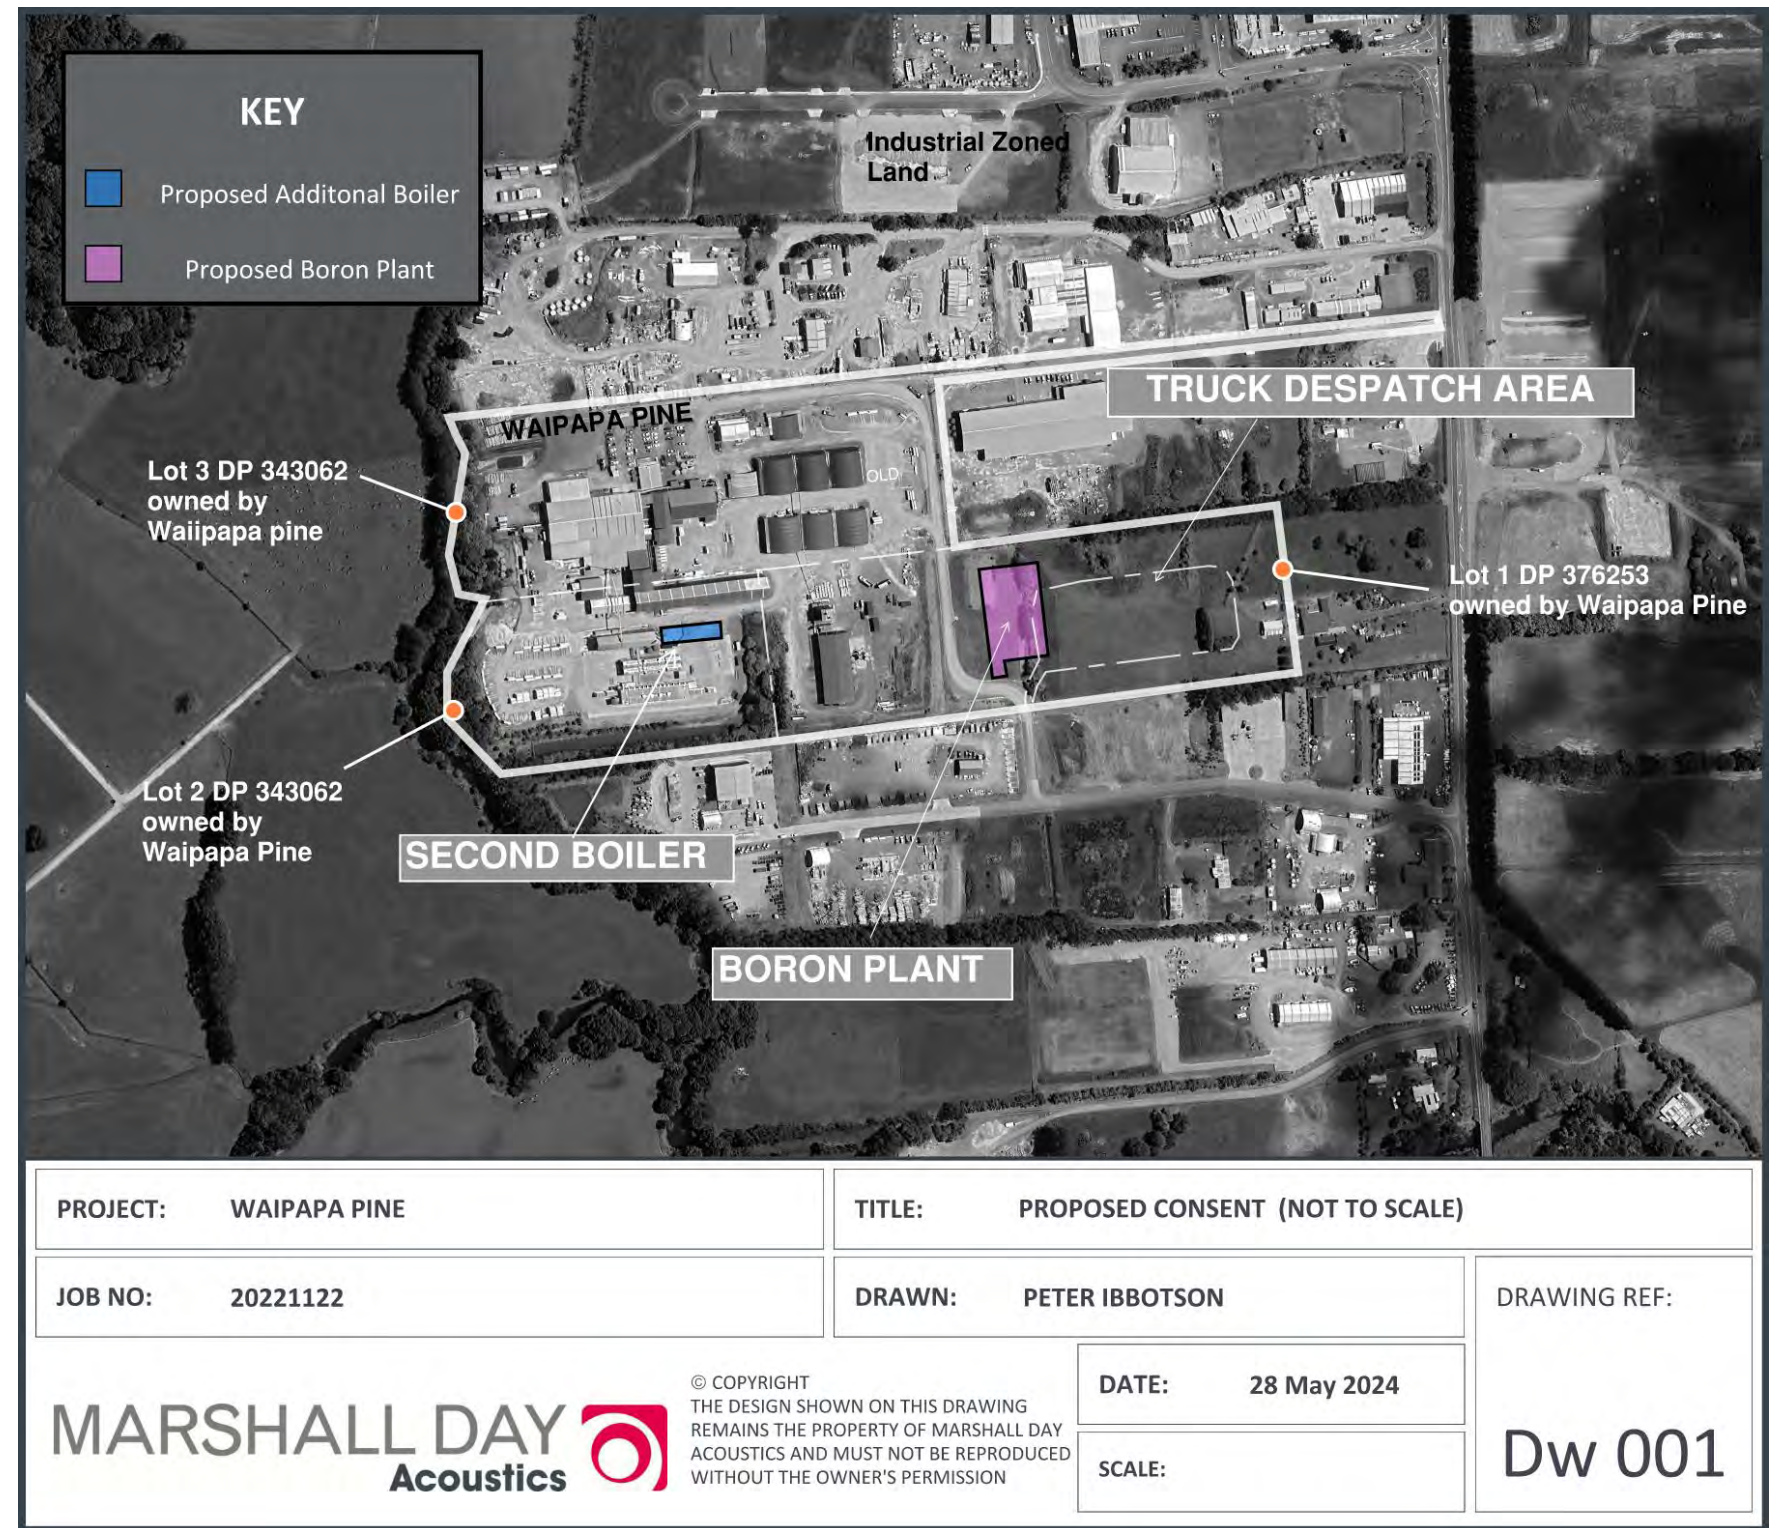 KEY
Proposed Additonal Boiler
Proposed Boron Plant
Industrial Zoned
Land
TRUCK DESPATCH AREA
WAIPAPA PINE
OLD
Lot 3 DP 343062
owned by
Waiipapa pine
Lot 1 DP 376253
owned by Waipapa Pine
Lot 2 DP 343062
owned by
Waipapa Pine
SECOND BOILER
BORON PLANT
PROJECT: WAIPAPA PINE
TITLE: PROPOSED CONSENT (NOT TO SCALE)
JOB NO: 20221122
DRAWN: PETER IBBOTSON
DRAWING REF:
Dw 001
MARSHALL DAY
Acoustics
© COPYRIGHT
THE DESIGN SHOWN ON THIS DRAWING
REMAINS THE PROPERTY OF MARSHALL DAY
ACOUSTICS AND MUST NOT BE REPRODUCED
WITHOUT THE OWNER'S PERMISSION
DATE: 28 May 2024
SCALE: